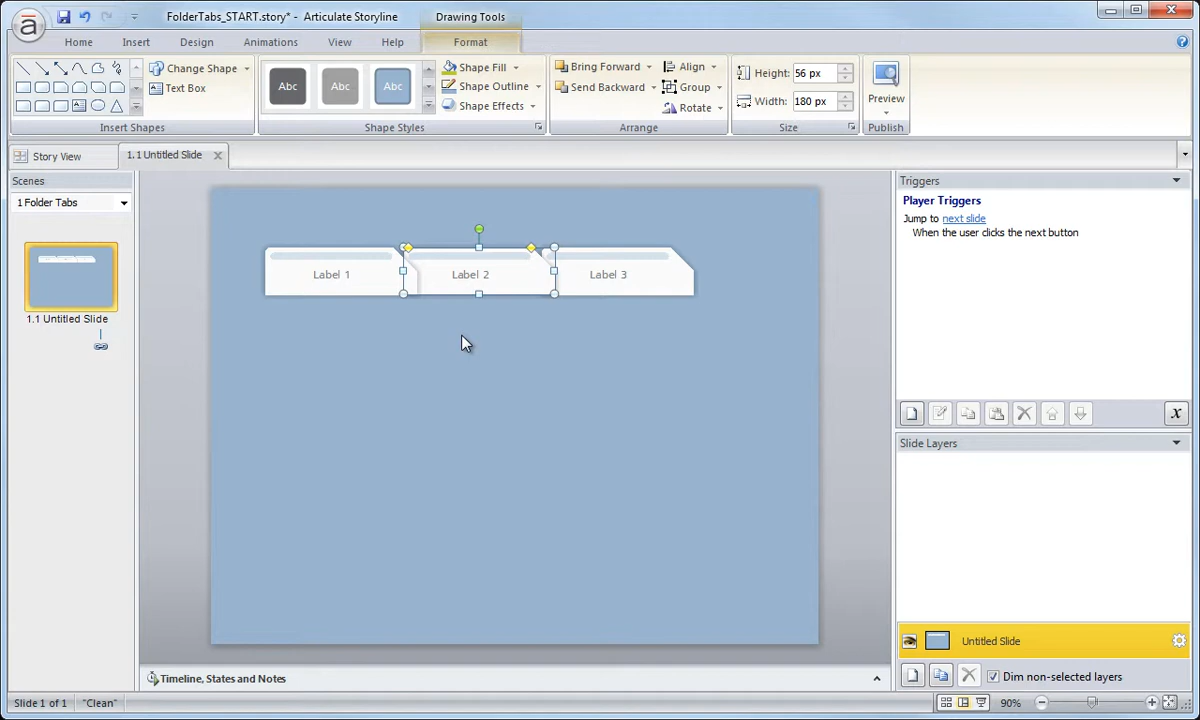 FolderTabs_START.story* - Articulate Storyline
Drawing Tools
Home
Insert
Design
Animations
View
Help
Format
Change Shape
Text Box
Insert Shapes
Abc
Abc
Abc
Shape Fill
Shape Outline
Shape Effects
Shape Styles
Bring Forward
Send Backward
Align
Group
Rotate
Arrange
Height: 56 px
Width: 180 px
Size
Preview
Publish
Story View
1.1 Untitled Slide
Scenes
1 Folder Tabs
1.1 Untitled Slide
Label 1
Label 2
Label 3
Triggers
Player Triggers
Jump to next slide
When the user clicks the next button
x
Slide Layers
Untitled Slide
Dim non-selected layers
Timeline, States and Notes
Slide 1 of 1
"Clean"
90%